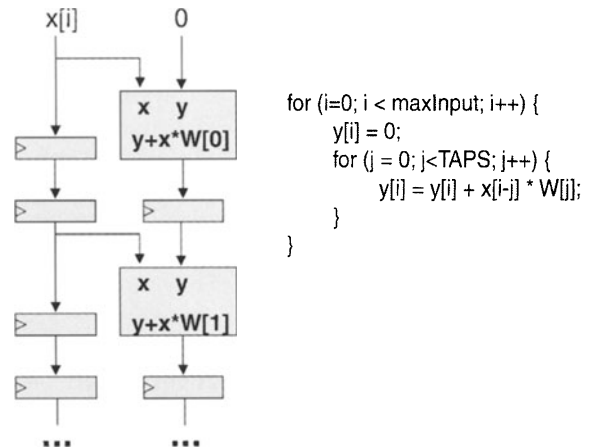 x[i] 0
x y
y+x*W[0]
x y
y+x*W[1]
... ...
for (i=0; i < maxInput; i++) {
y[i] = 0;
for (j = 0; j<TAPS; j++) {
y[i] = y[i] + x[i-j] * W[j];
}
}